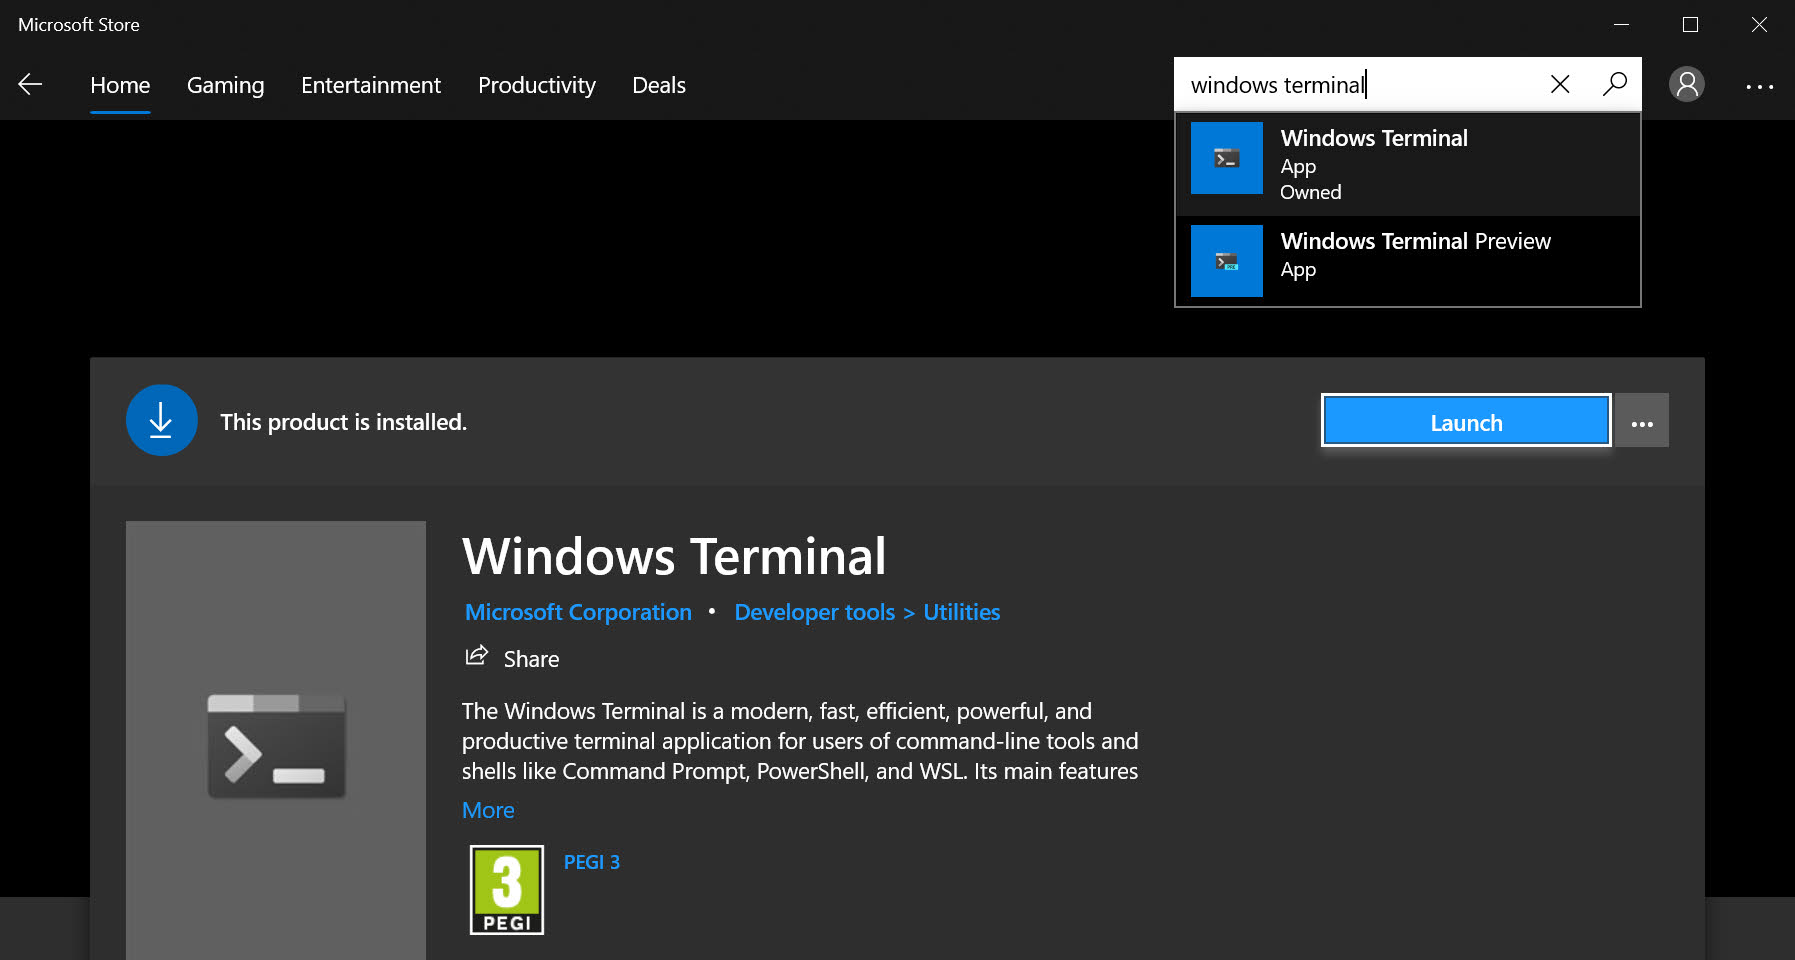 Microsoft Store
Home Gaming Entertainment Productivity Deals
windows terminal
Windows Terminal
App
Owned
Windows Terminal Preview
App
This product is installed.
Launch
Windows Terminal
Microsoft Corporation • Developer tools > Utilities
Share
The Windows Terminal is a modern, fast, efficient, powerful, and
productive terminal application for users of command-line tools and
shells like Command Prompt, PowerShell, and WSL. Its main features
More
3
PEGI
PEGI 3